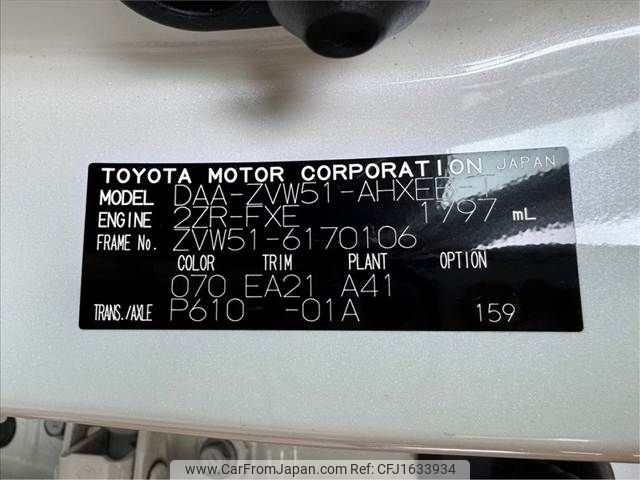 TOYOTA MOTOR CORPORATION JAPAN
MODEL DAA-ZVW51-AHXEB-T
ENGINE 2ZR-FXE 1797 mL
FRAME No. ZVW51-6170106
COLOR TRIM PLANT OPTION
070 EA21 A41
TRANS./AXLE P610 -01A 159
www.CarFromJapan.com Ref:CFJ1633934